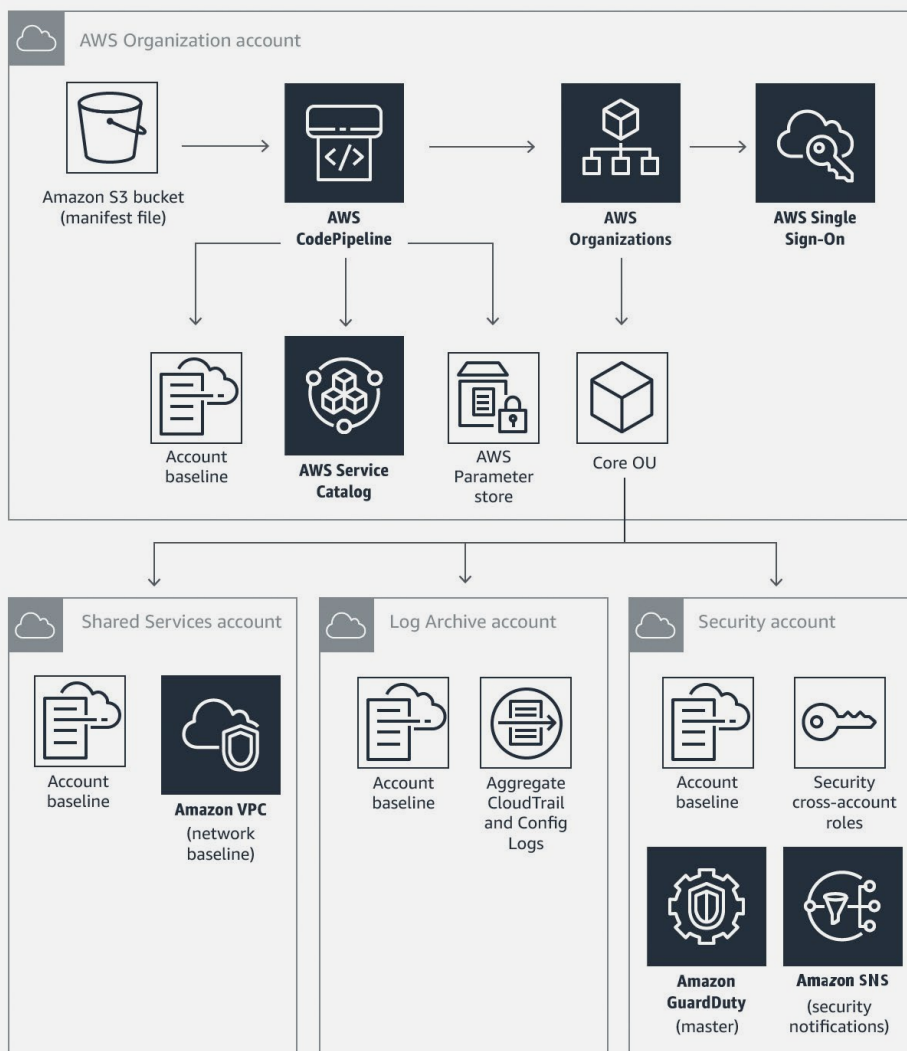 AWS Organization account
Amazon S3 bucket
(manifest file)
AWS
CodePipeline
AWS
Organizations
AWS Single
Sign-On
Account
baseline
AWS Service
Catalog
AWS
Parameter
store
Core OU
Shared Services account
Account
baseline
Amazon VPC
(network
baseline)
Log Archive account
Account
baseline
Aggregate
CloudTrail
and Config
Logs
Security account
Account
baseline
Security
cross-account
roles
Amazon
GuardDuty
(master)
Amazon SNS
(security
notifications)